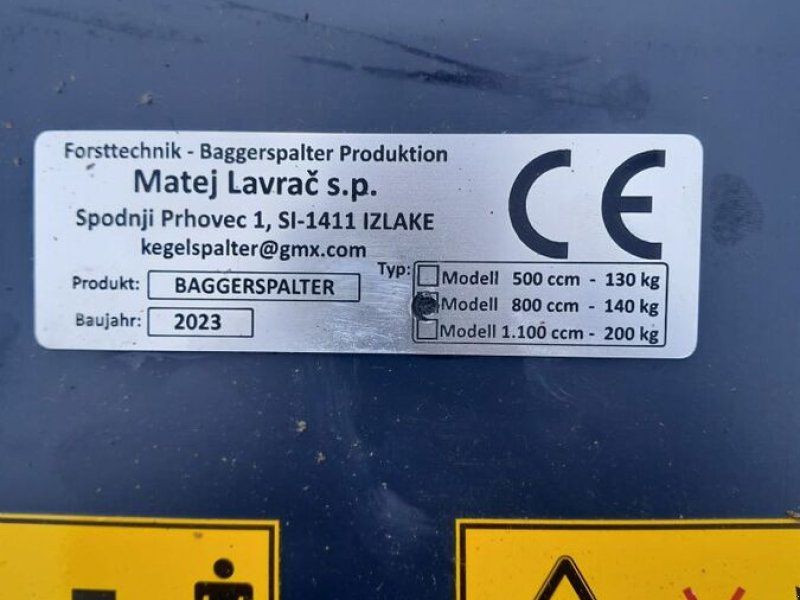 Forsttechnik - Baggerspalter Produktion
Matej Lavrač s.p.
Spodnji Prhovec 1, SI-1411 IZLAKE
kegelspalter@gmx.com
CE
Produkt: BAGGERSPALTER
Baujahr: 2023
Typ: Modell 500 ccm - 130 kg
Modell 800 ccm - 140 kg
Modell 1.100 ccm - 200 kg